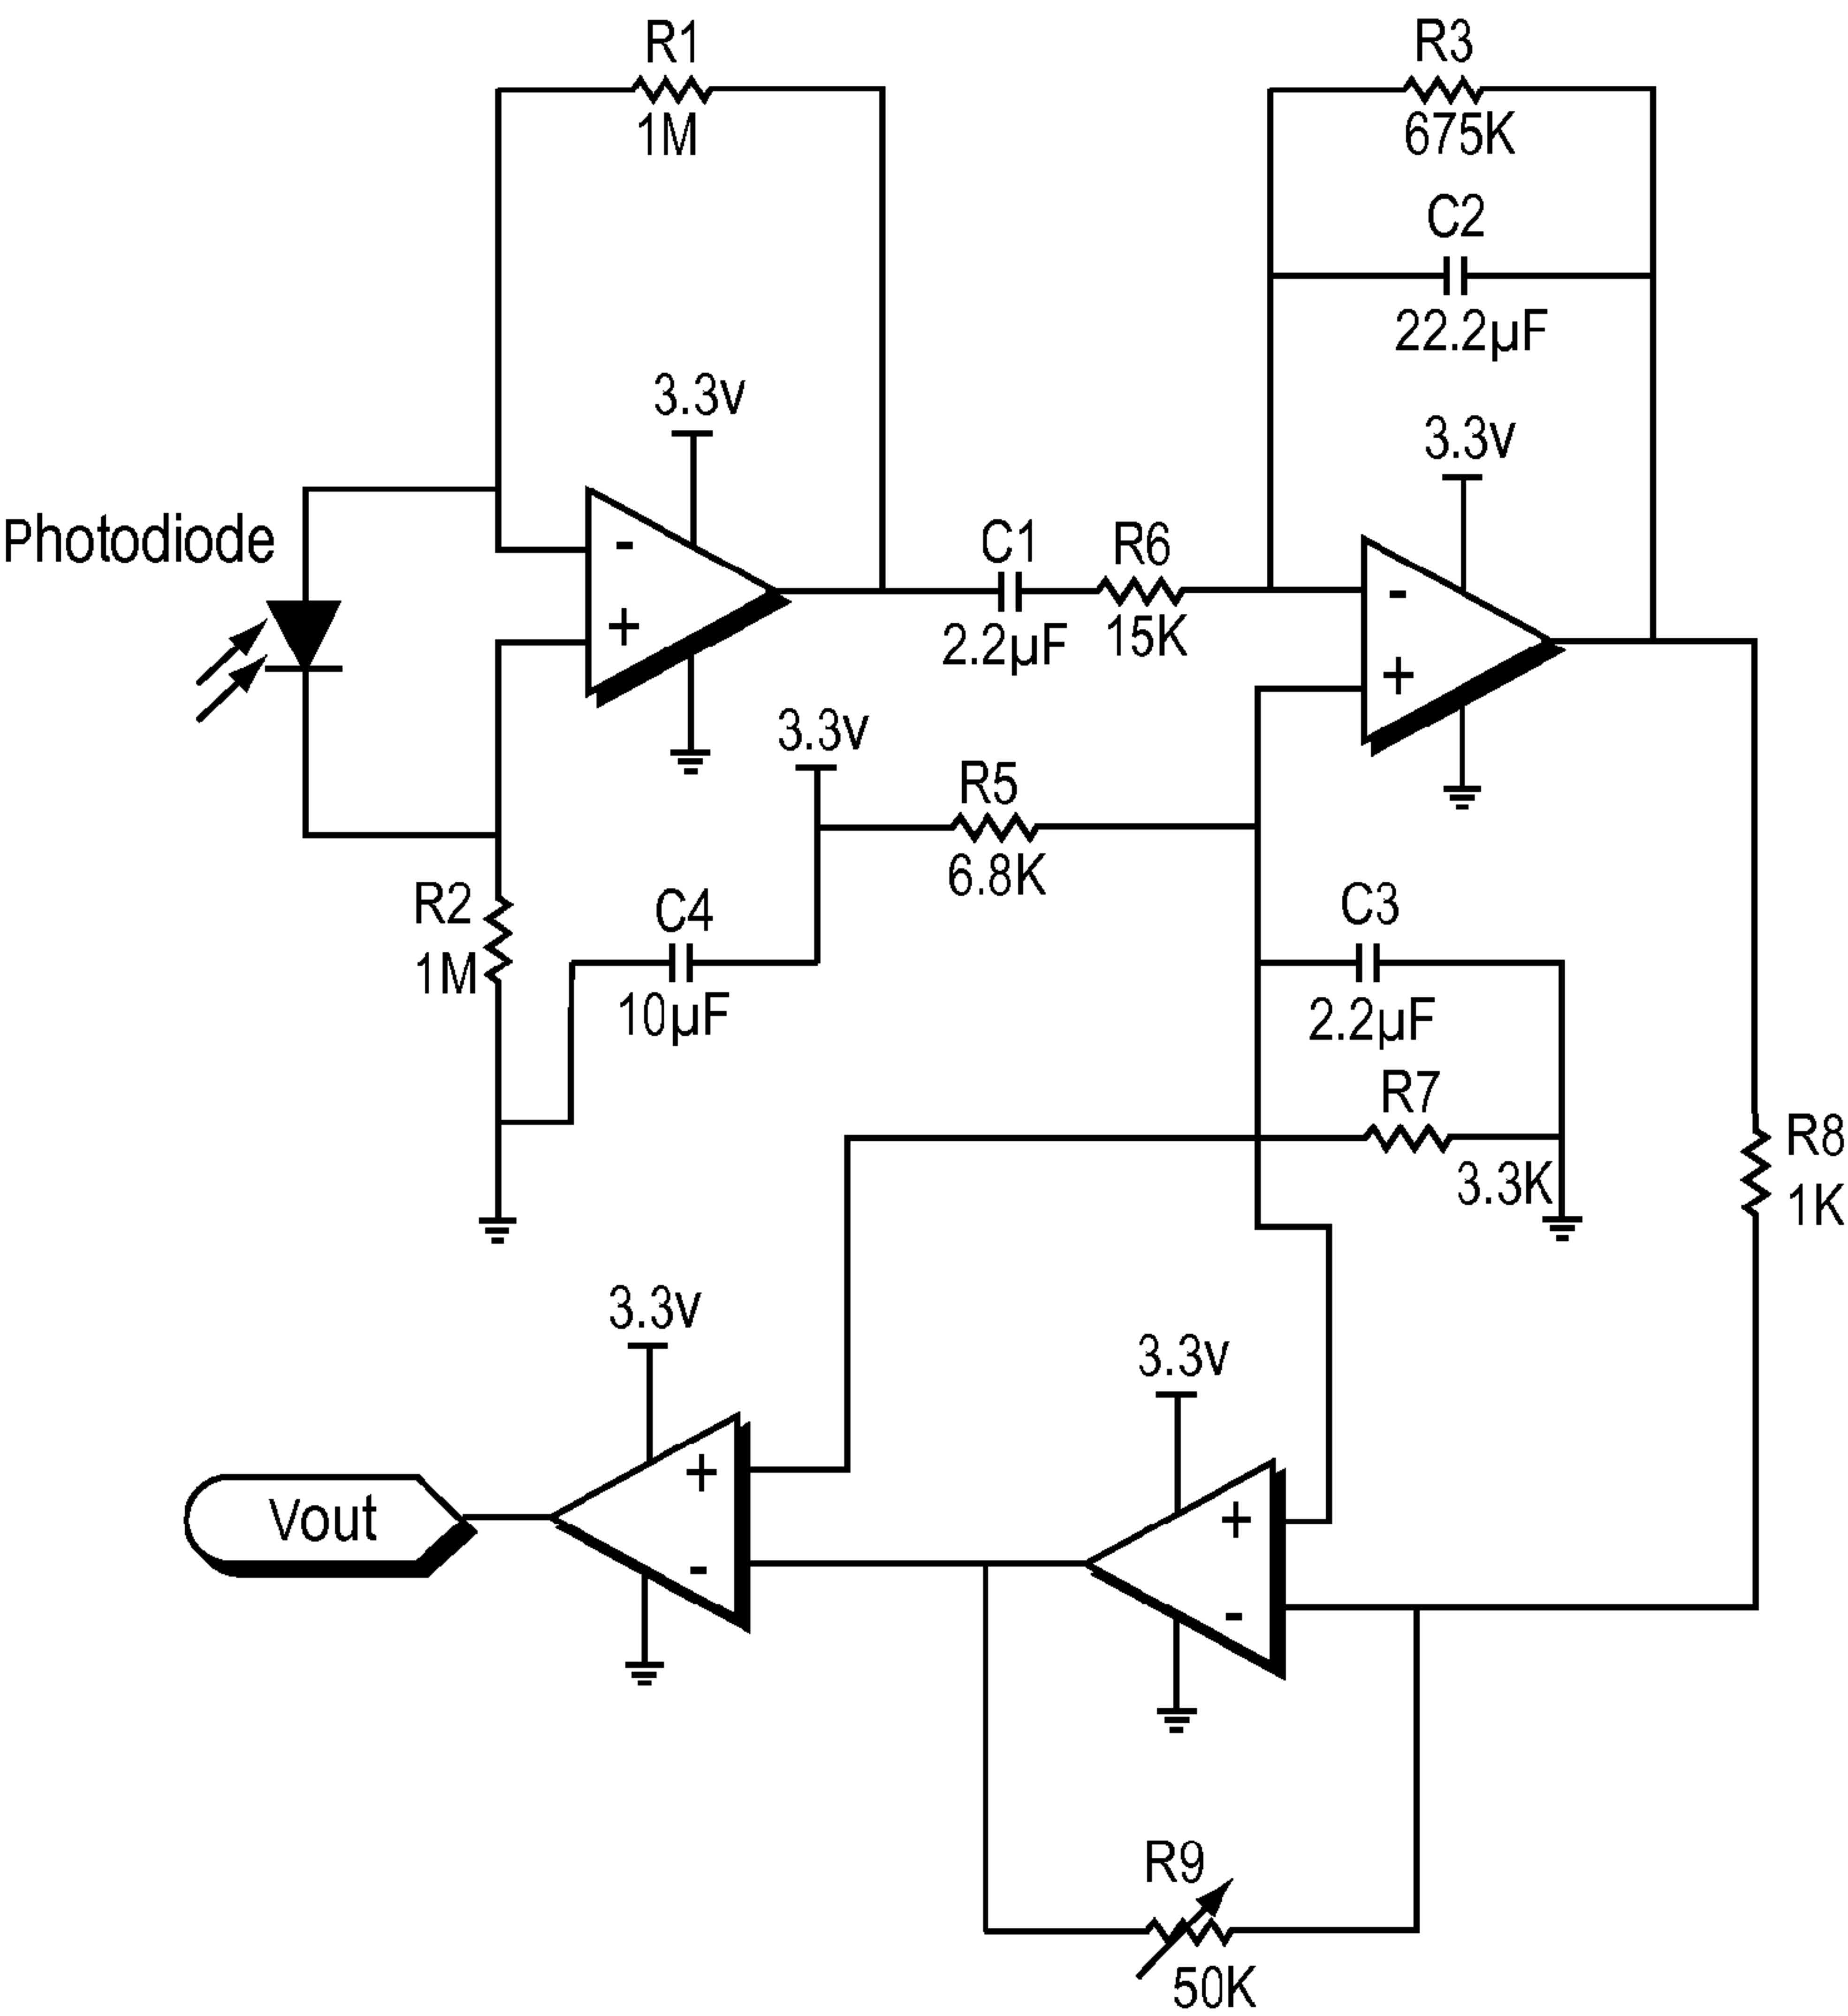 R1
1M
R3
675K
C2
22.2µF
3.3v
3.3v
Photodiode
-
+
C1
2.2µF
R6
15K
-
+
3.3v
R5
6.8K
R2
1M
C4
10µF
C3
2.2µF
R7
3.3K
R8
1K
3.3v
3.3v
+
-
Vout
+
-
R9
50K